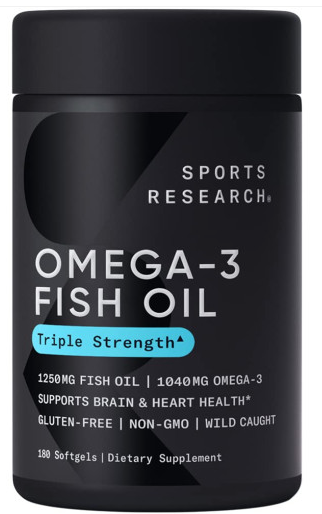 SPORTS
RESEARCH®
OMEGA-3
FISH OIL
Triple Strength▲
1250MG FISH OIL | 1040MG OMEGA-3
SUPPORTS BRAIN & HEART HEALTH*
GLUTEN-FREE | NON-GMO | WILD CAUGHT
180 Softgels | Dietary Supplement